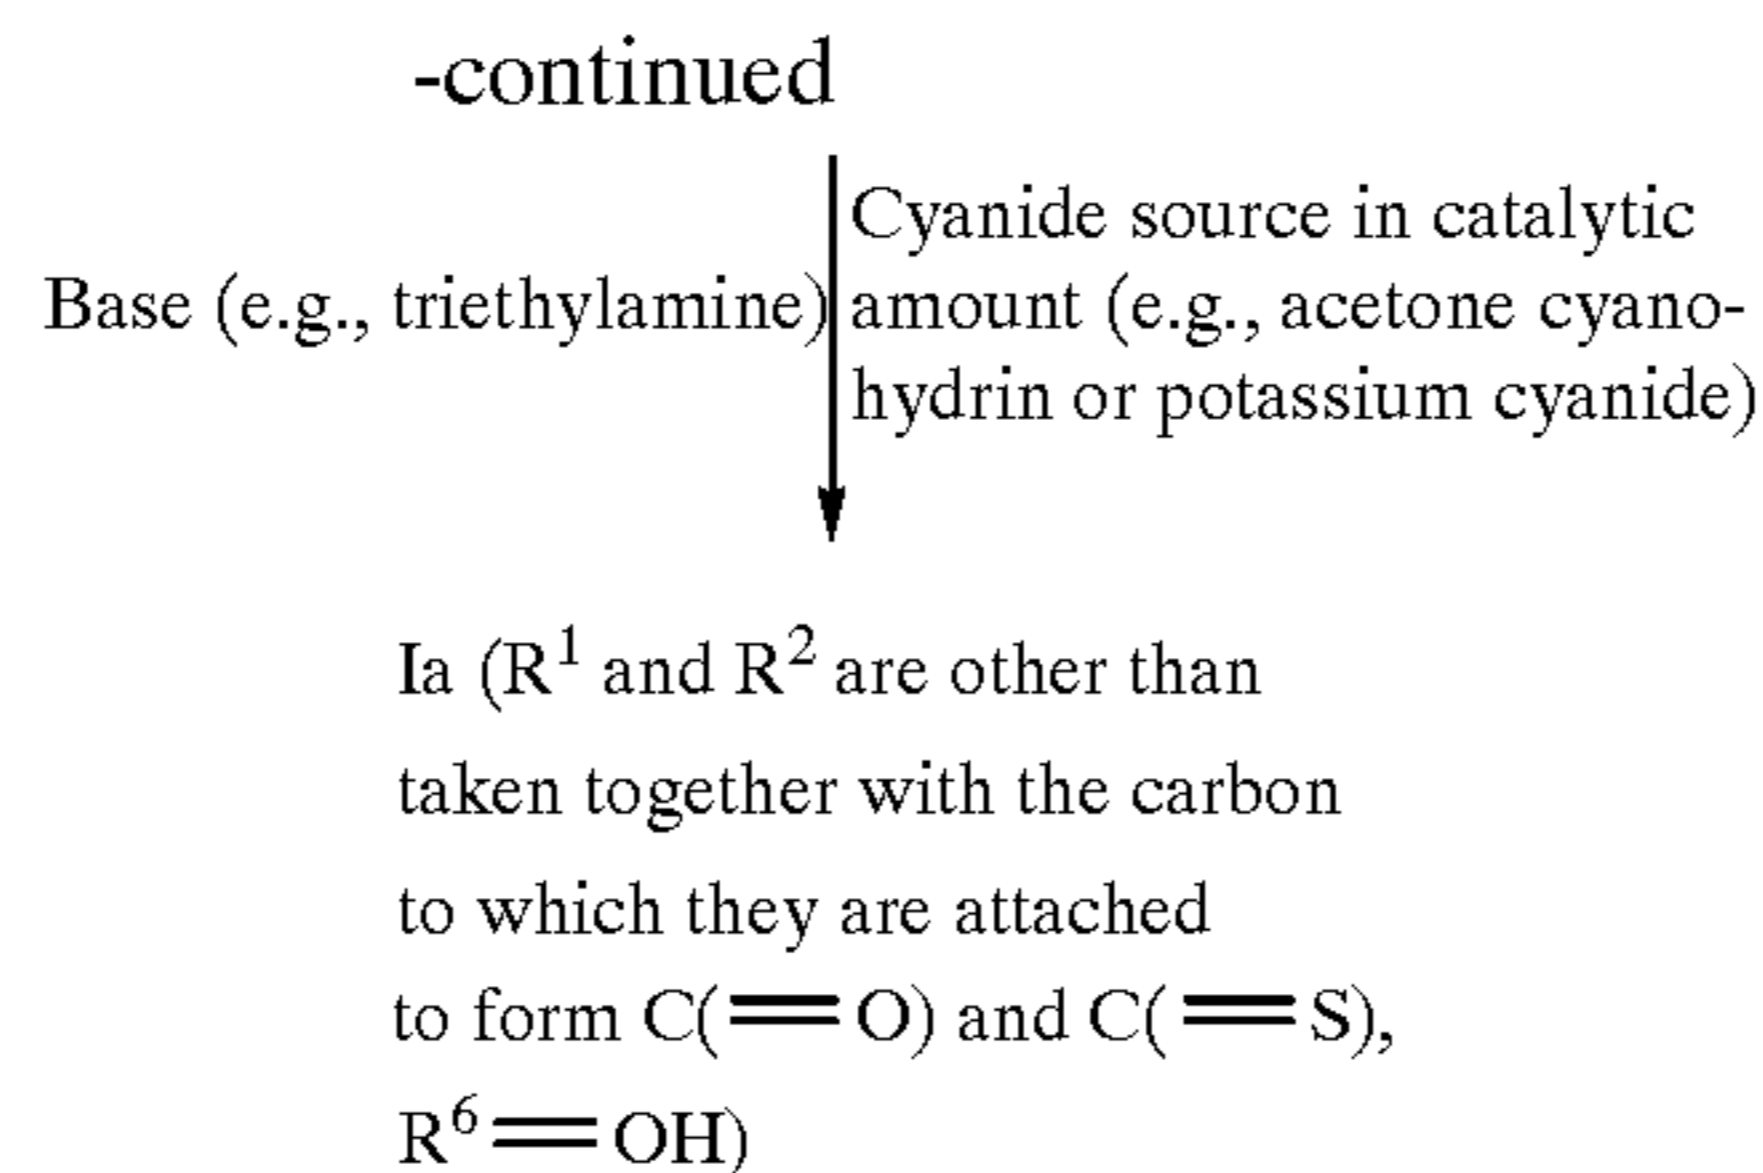 -continued
Cyanide source in catalytic
Base (e.g., triethylamine) amount (e.g., acetone cyano-
hydrin or potassium cyanide)
Ia (R¹ and R² are other than
taken together with the carbon
to which they are attached
to form C(═O) and C(═S),
R⁶═OH)